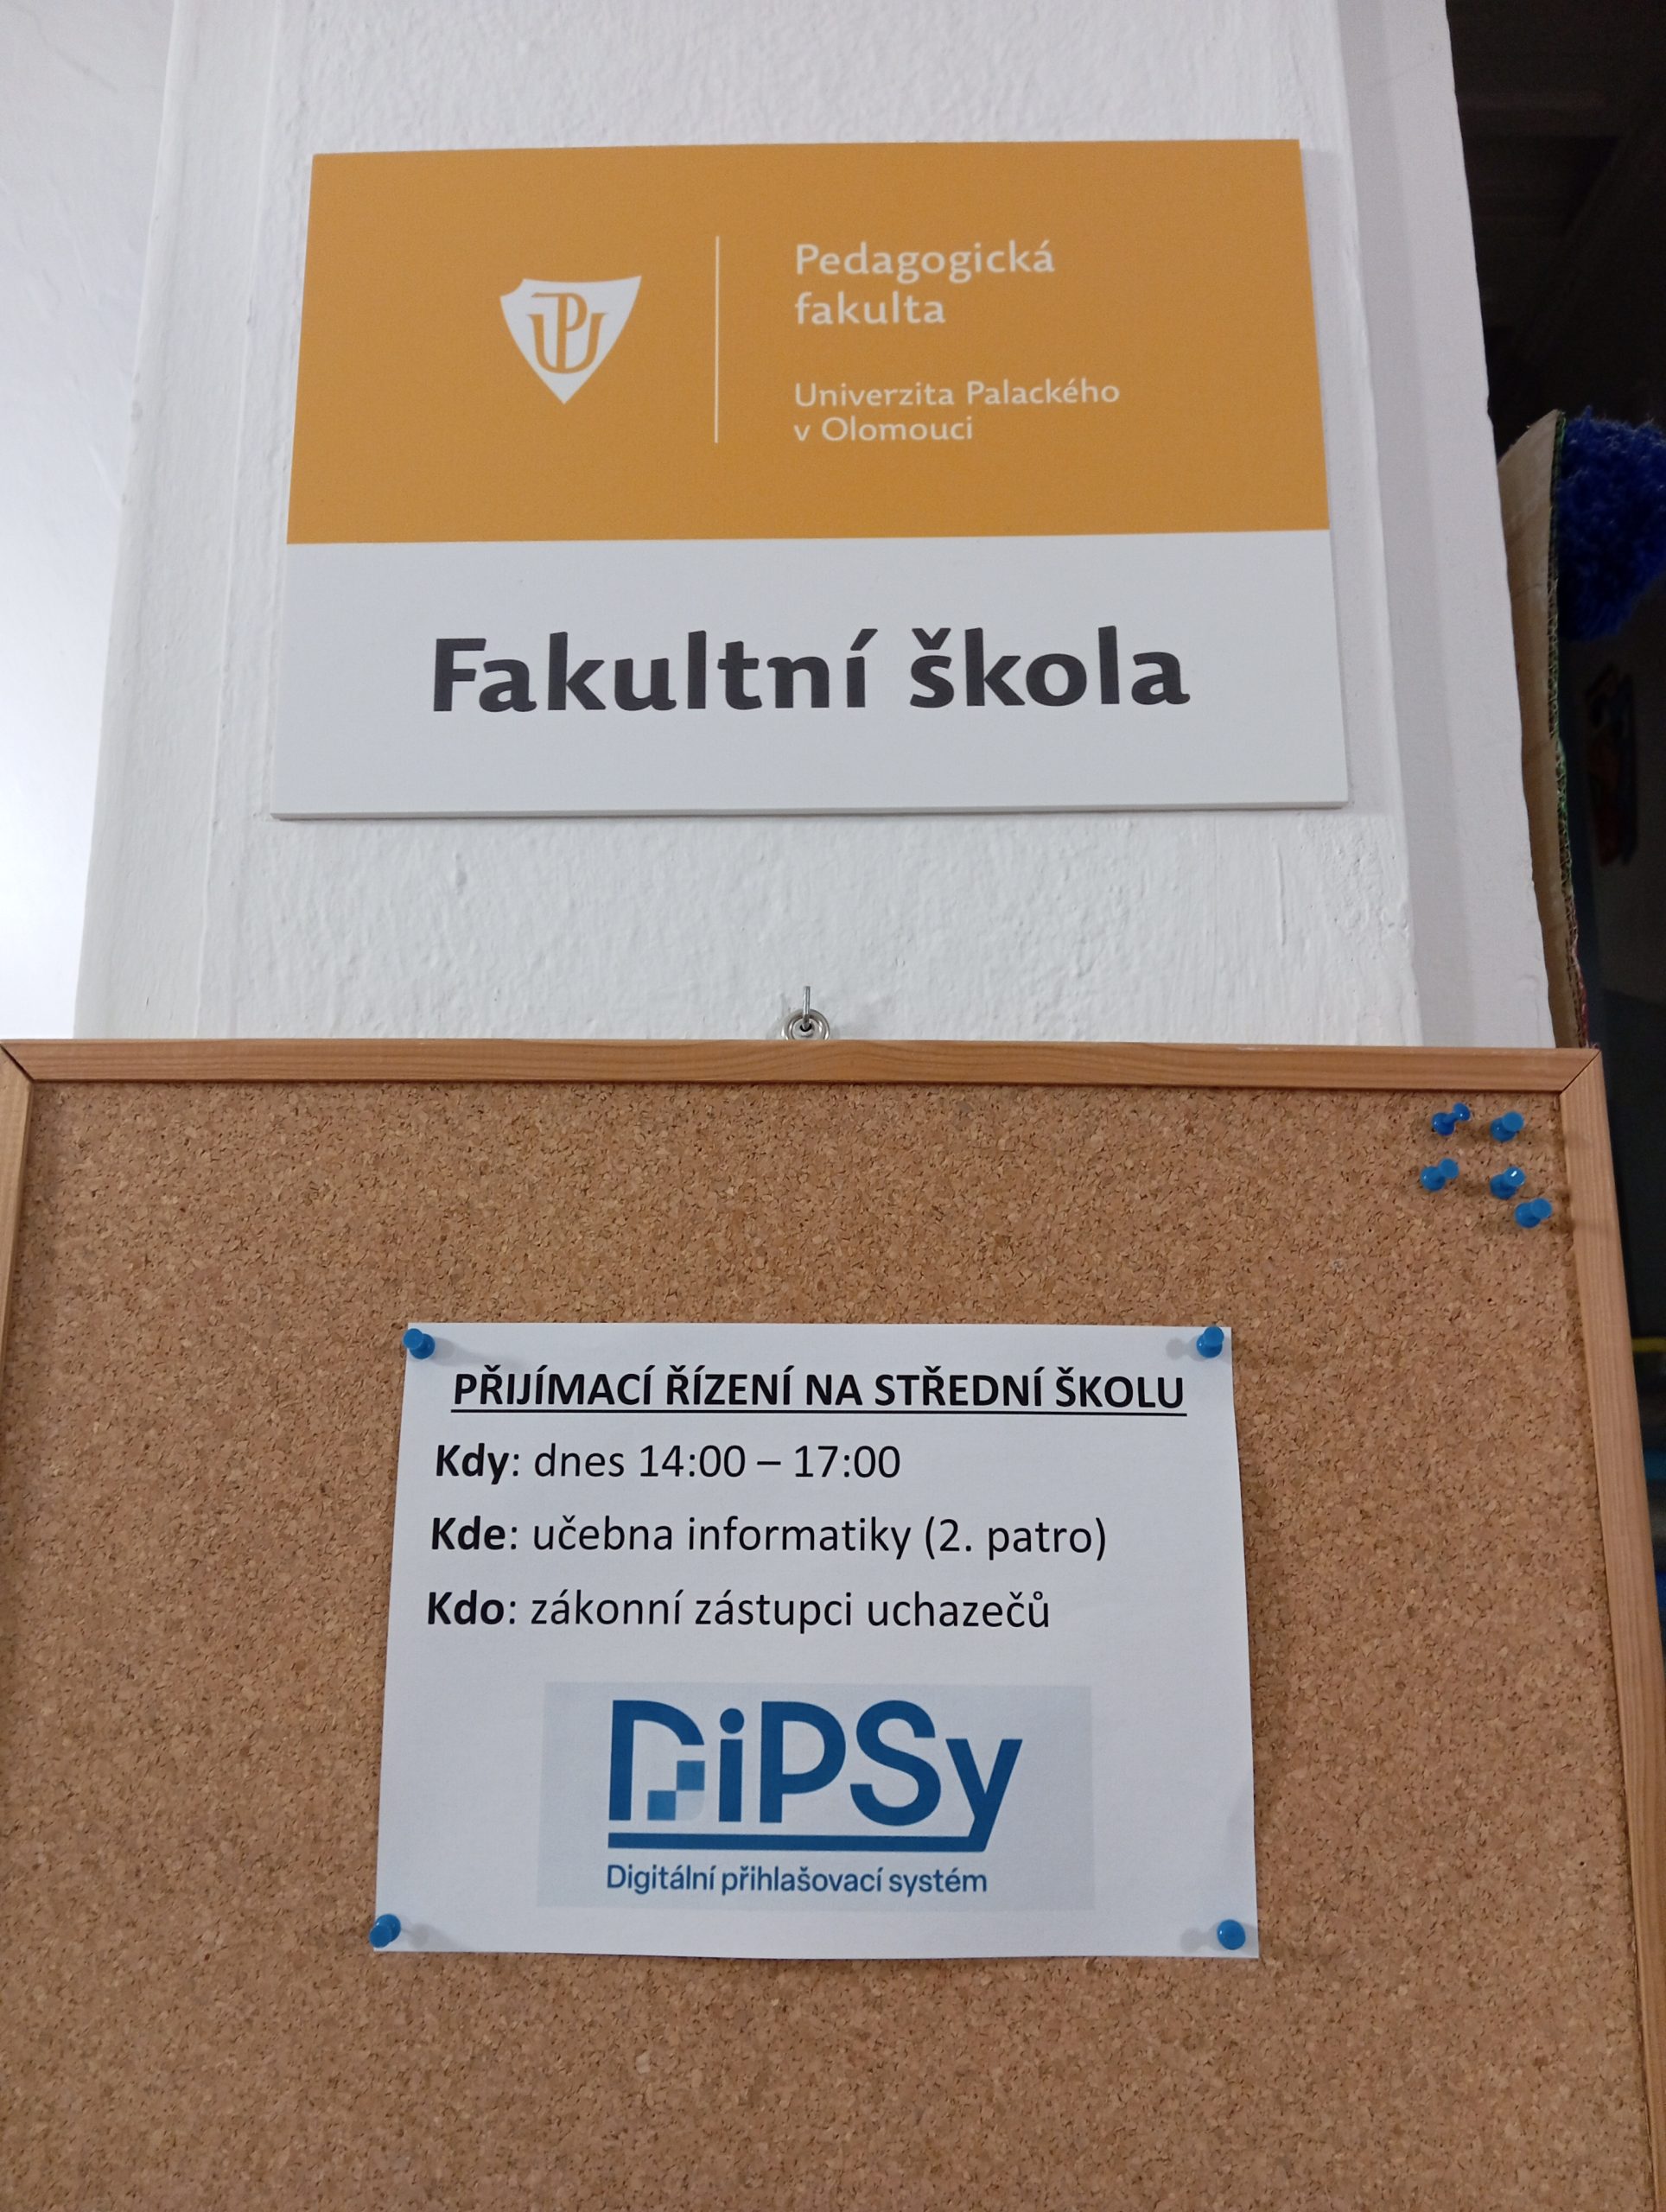 UP
Pedagogická
fakulta
Univerzita Palackého
v Olomouci
Fakultní škola
PŘIJÍMACÍ ŘÍZENÍ NA STŘEDNÍ ŠKOLU
Kdy: dnes 14:00 – 17:00
Kde: učebna informatiky (2. patro)
Kdo: zákonní zástupci uchazečů
DiPSy
Digitální přihlašovací systém